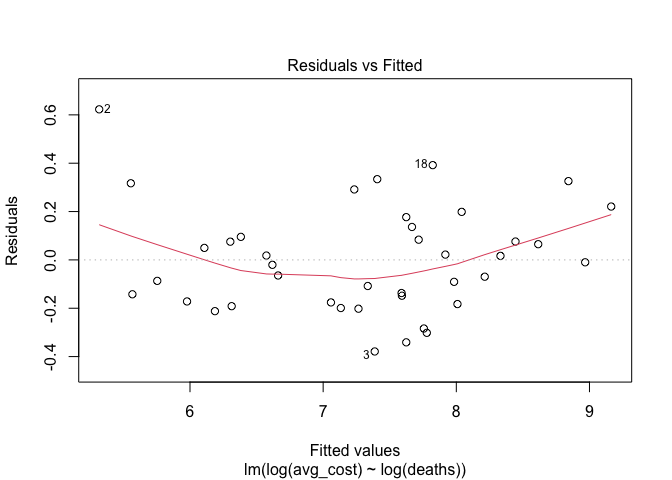 Residuals vs Fitted
Residuals
0.6
0.4
0.2
0.0
-0.2
-0.4
2
18
3
6 7 8 9
Fitted values
lm(log(avg_cost) ~ log(deaths))